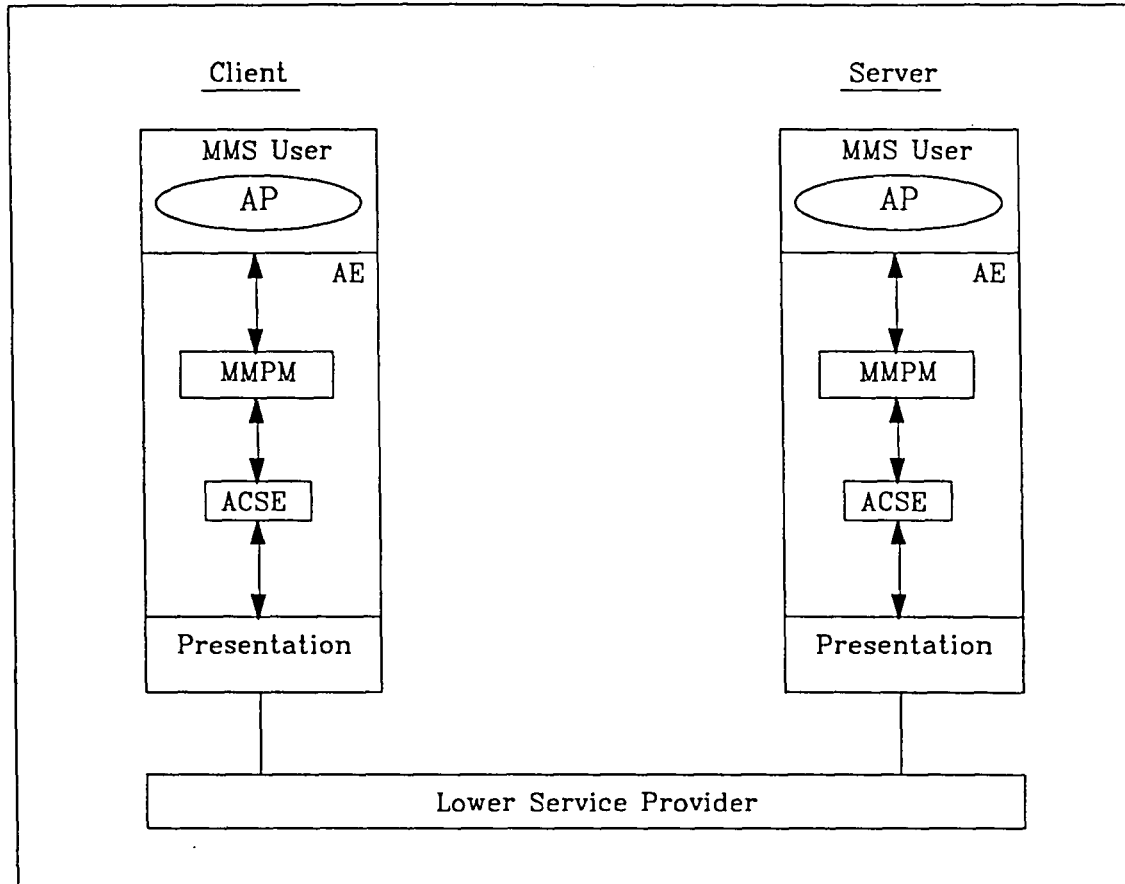 Client
Server
MMS User
MMS User
AP
AP
AE
AE
MMPM
MMPM
ACSE
ACSE
Presentation
Presentation
Lower Service Provider